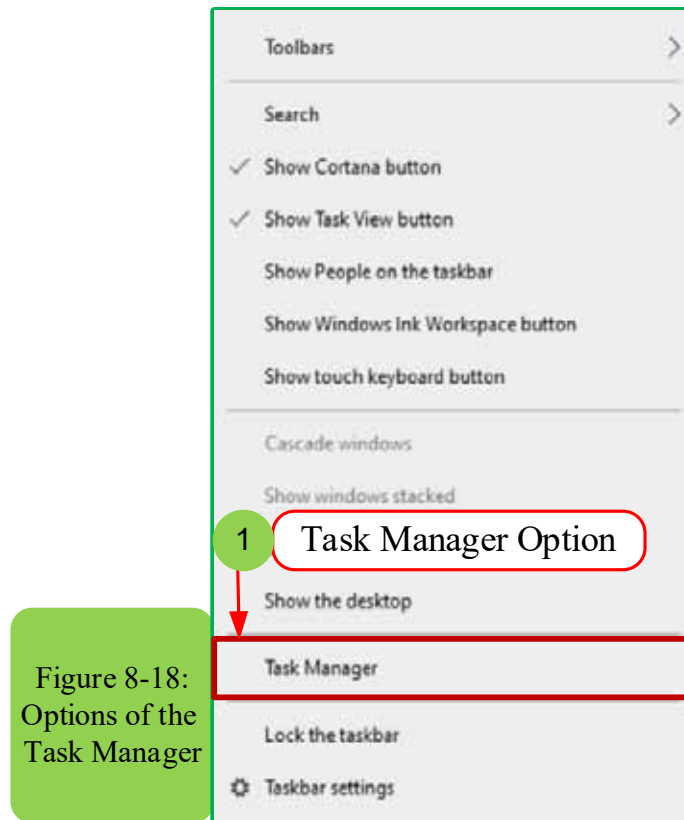 Toolbars
Search
Show Cortana button
Show Task View button
Show People on the taskbar
Show Windows Ink Workspace button
Show touch keyboard button
Cascade windows
Show windows stacked
1 Task Manager Option
Show the desktop
Task Manager
Figure 8-18:
Options of the
Task Manager
Lock the taskbar
Taskbar settings